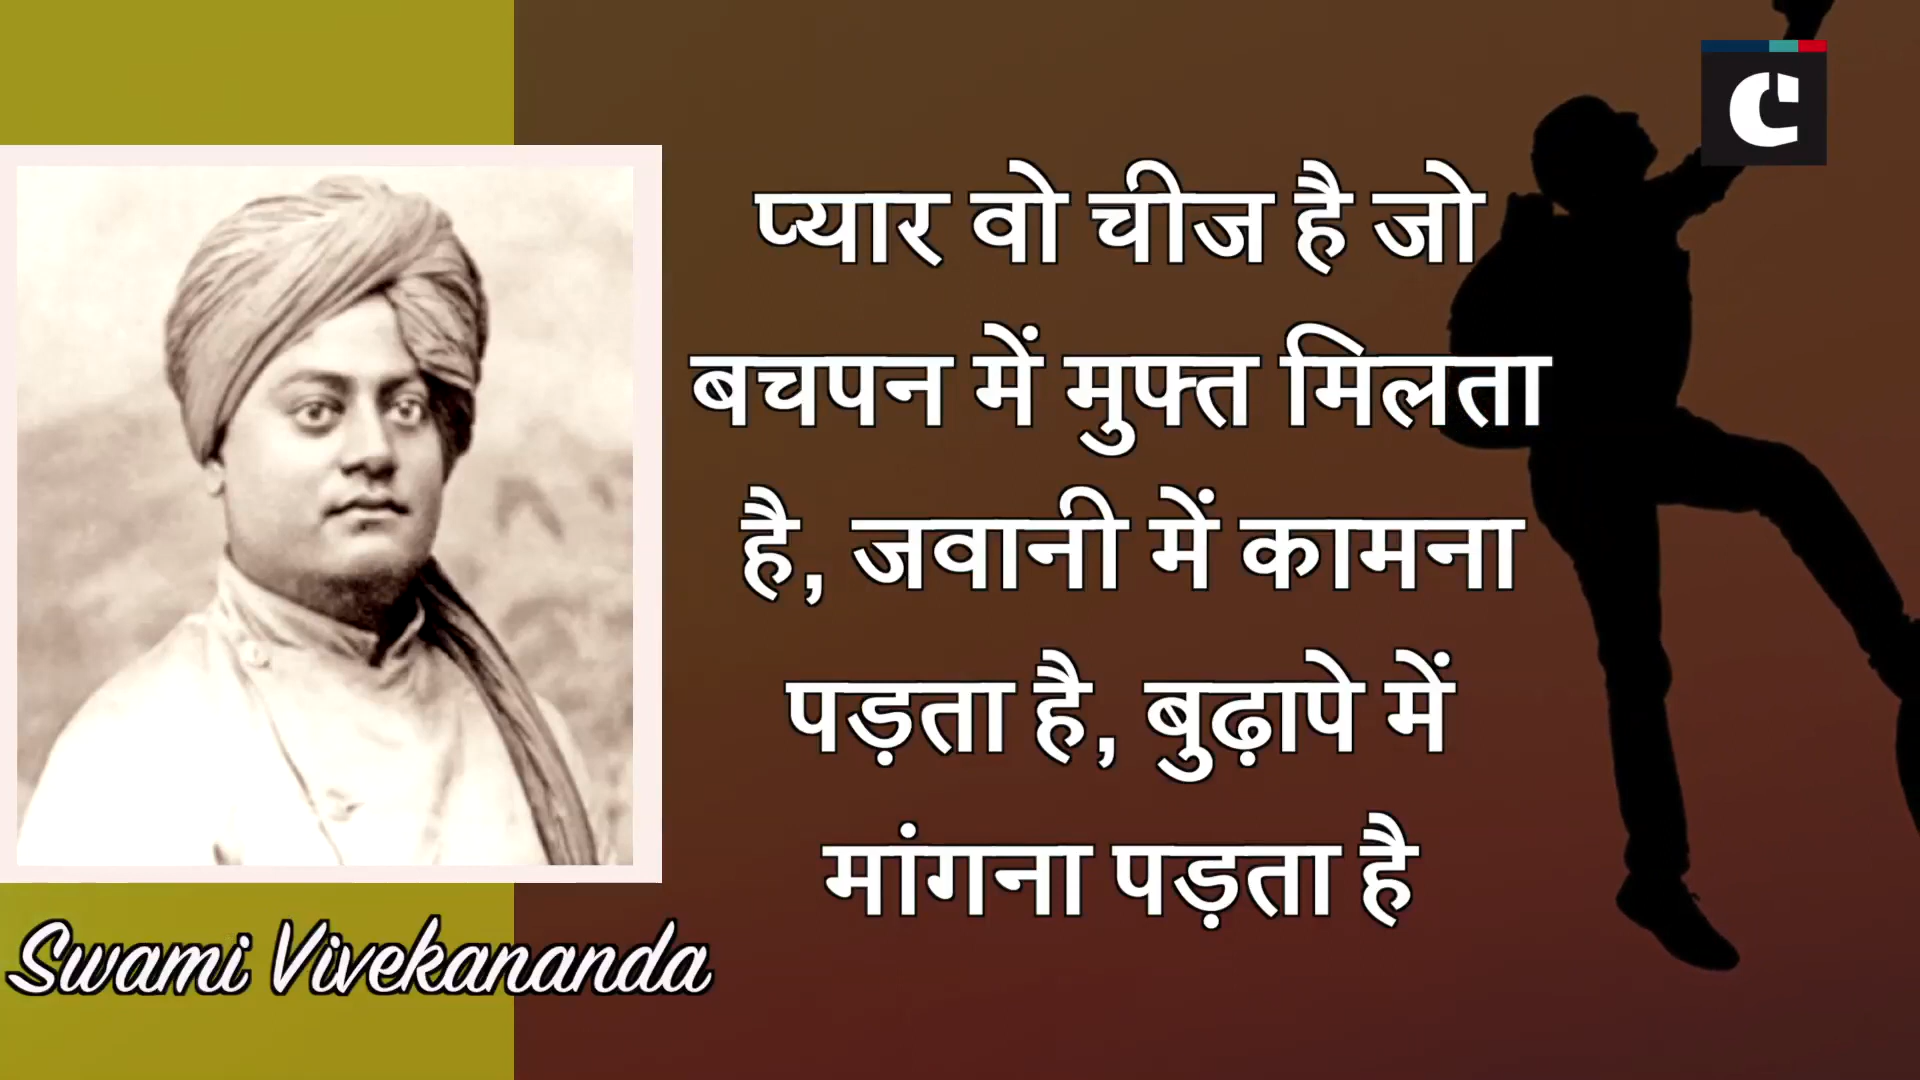 प्यार वो चीज है जो
बचपन में मुफ्त मिलता
है, जवानी में कामना
पड़ता है, बुढ़ापे में
मांगना पड़ता है
Swami Vivekananda